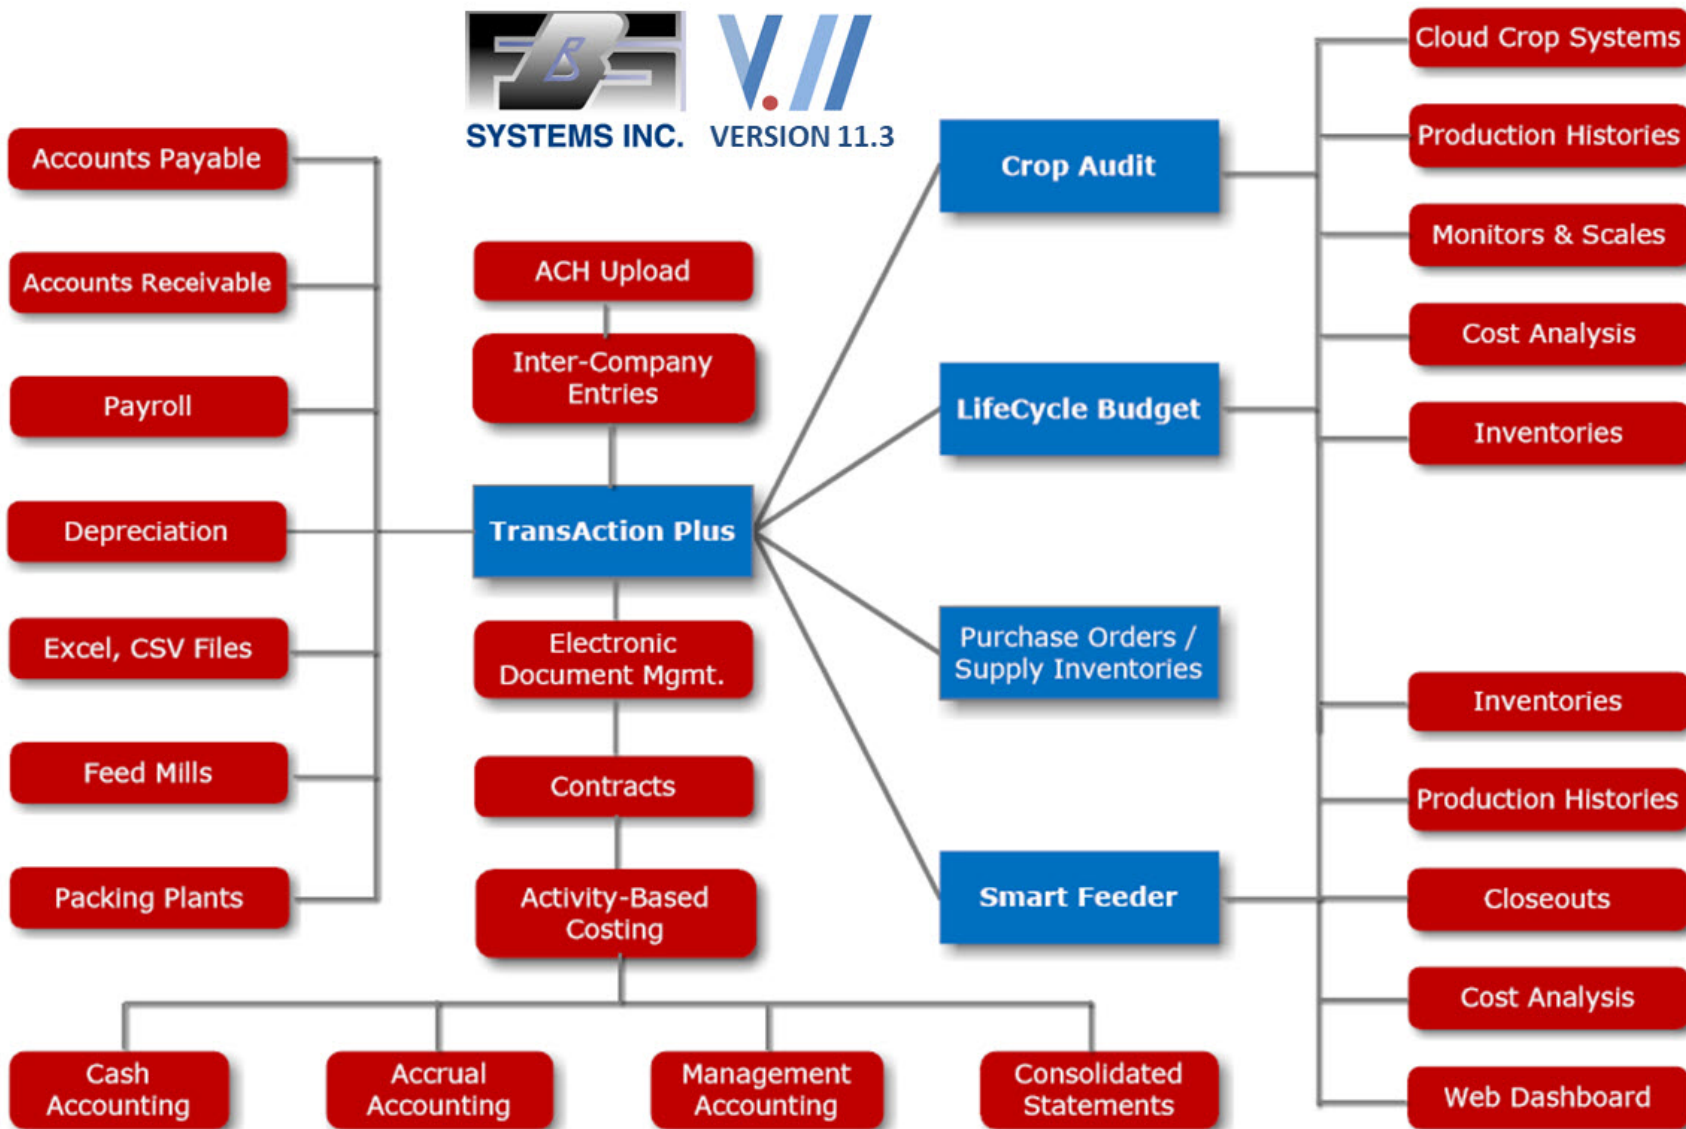 FBS
SYSTEMS INC.
V.11
VERSION 11.3
Accounts Payable
Accounts Receivable
Payroll
Depreciation
Excel, CSV Files
Feed Mills
Packing Plants
ACH Upload
Inter-Company
Entries
TransAction Plus
Electronic
Document Mgmt.
Contracts
Activity-Based
Costing
Cash
Accounting
Accrual
Accounting
Management
Accounting
Consolidated
Statements
Crop Audit
LifeCycle Budget
Purchase Orders /
Supply Inventories
Smart Feeder
Cloud Crop Systems
Production Histories
Monitors & Scales
Cost Analysis
Inventories
Inventories
Production Histories
Closeouts
Cost Analysis
Web Dashboard